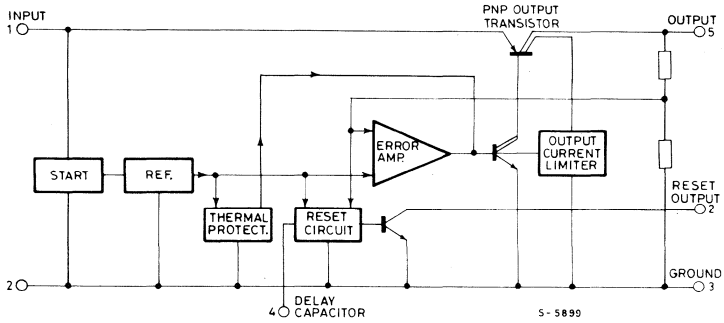 INPUT
1
PNP OUTPUT
TRANSISTOR
OUTPUT
5
ERROR
AMP.
OUTPUT
CURRENT
LIMITER
START
REF.
THERMAL
PROTECT.
RESET
CIRCUIT
RESET
OUTPUT
2
2
4
DELAY
CAPACITOR
GROUND
3
S-5899